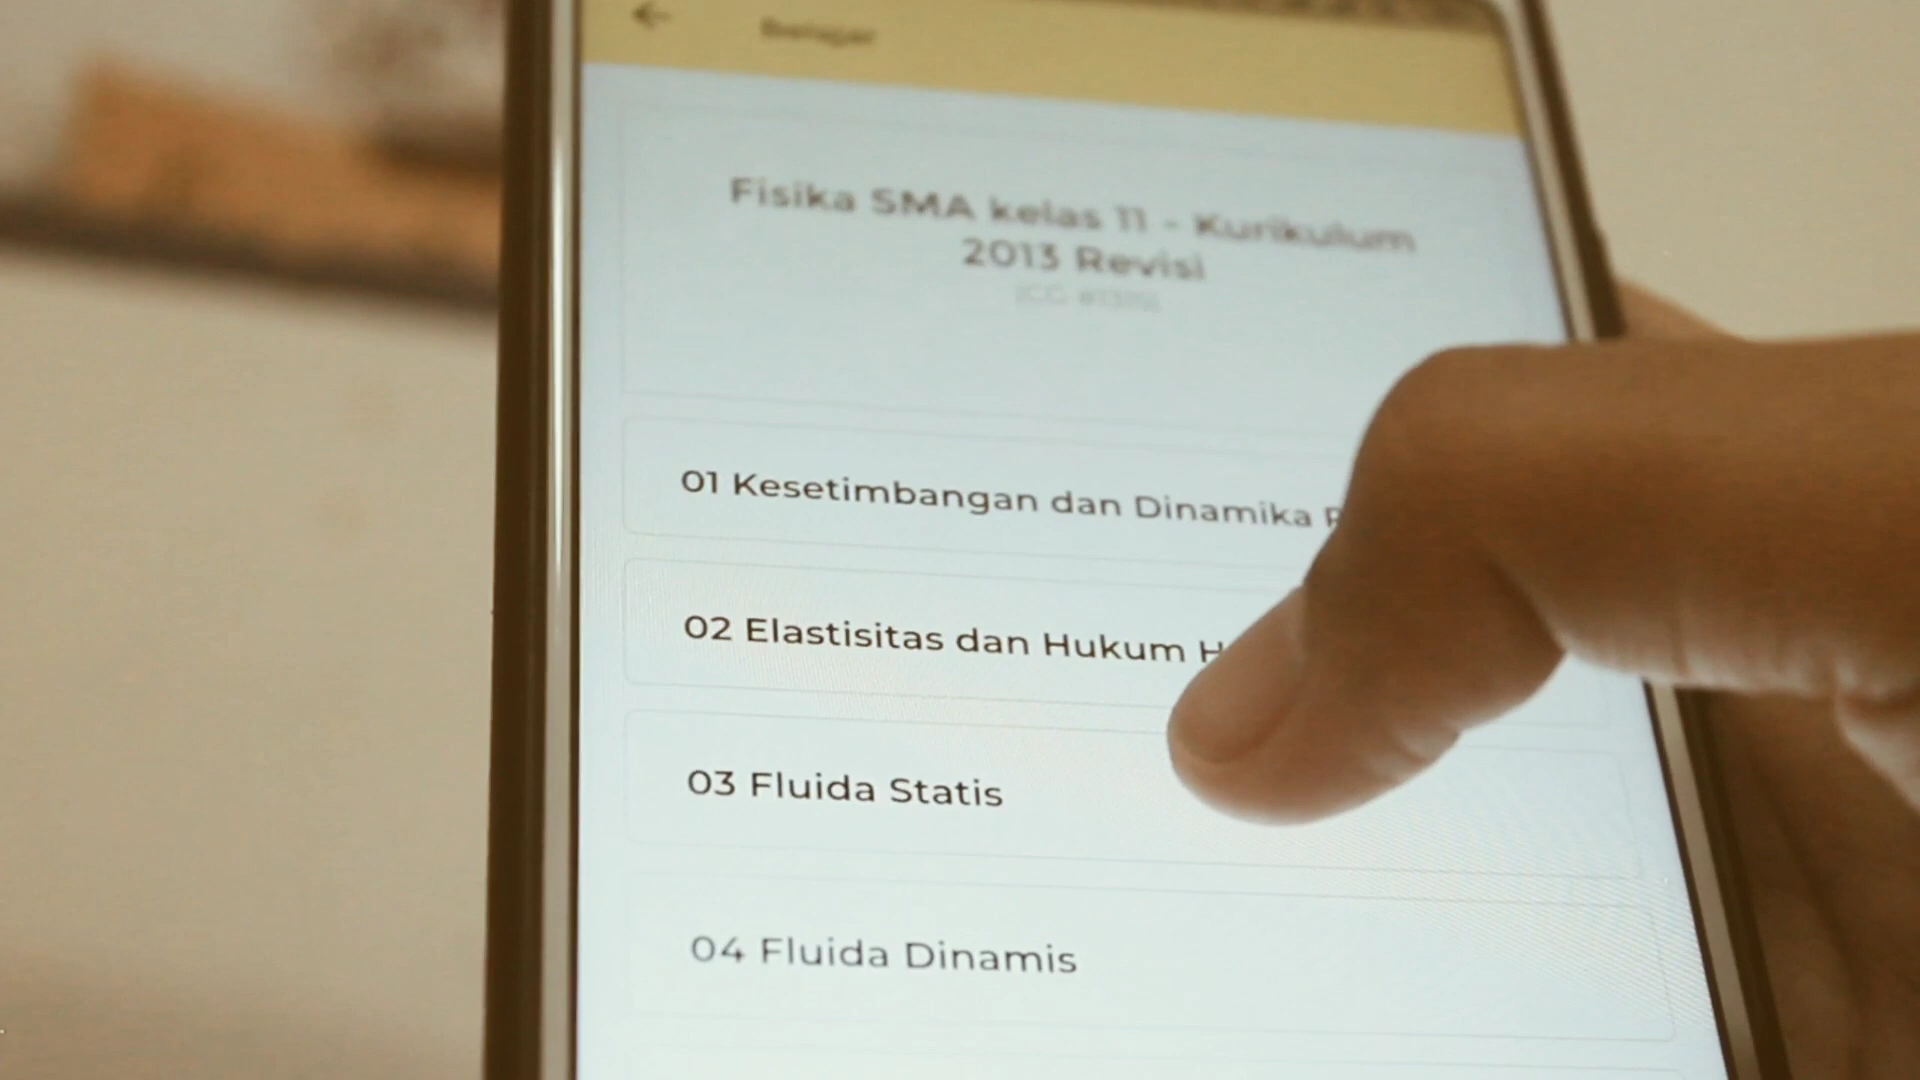 Belajar
Fisika SMA kelas 11 - Kurikulum
2013 Revisi
01 Kesetimbangan dan Dinamika
02 Elastisitas dan Hukum
03 Fluida Statis
04 Fluida Dinamis